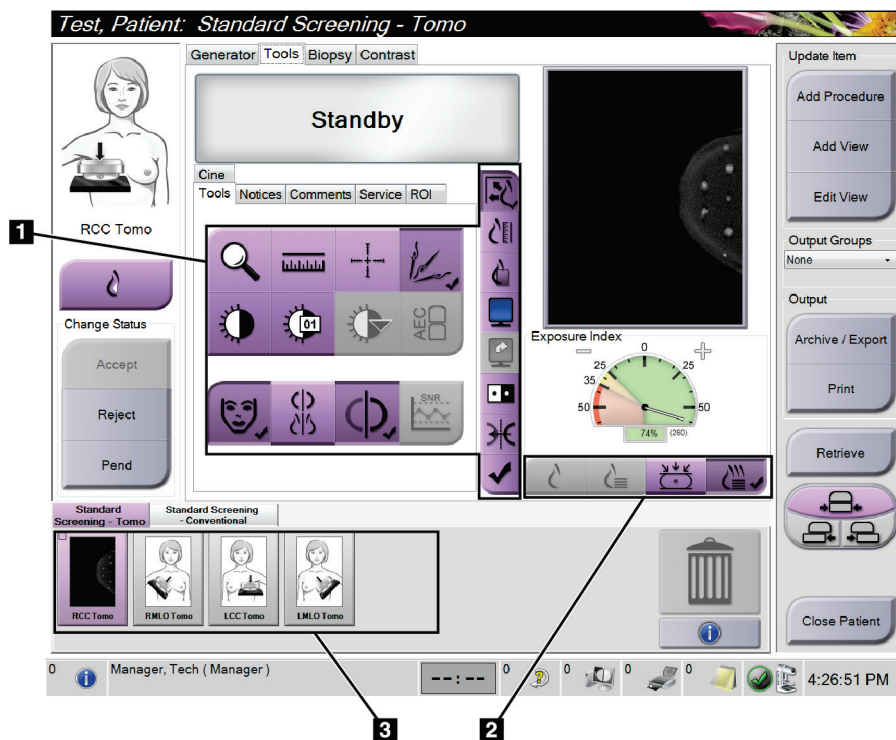 Test, Patient: Standard Screening - Tomo
Generator Tools Biopsy Contrast
Standby
Cine
Tools Notices Comments Service ROI
RCC Tomo
Change Status
Accept
Reject
Pend
01
AEC
SNR
Exposure Index
50 35 25 0 25 50
74% (260)
Update Item
Add Procedure
Add View
Edit View
Output Groups
None
Output
Archive / Export
Print
Retrieve
Close Patient
Standard
Screening - Tomo
Standard Screening
- Conventional
RCC Tomo
RMLO Tomo
LCC Tomo
LMLO Tomo
0 Manager, Tech ( Manager ) --:-- 0 0 0 0 4:26:51 PM
1
3
2